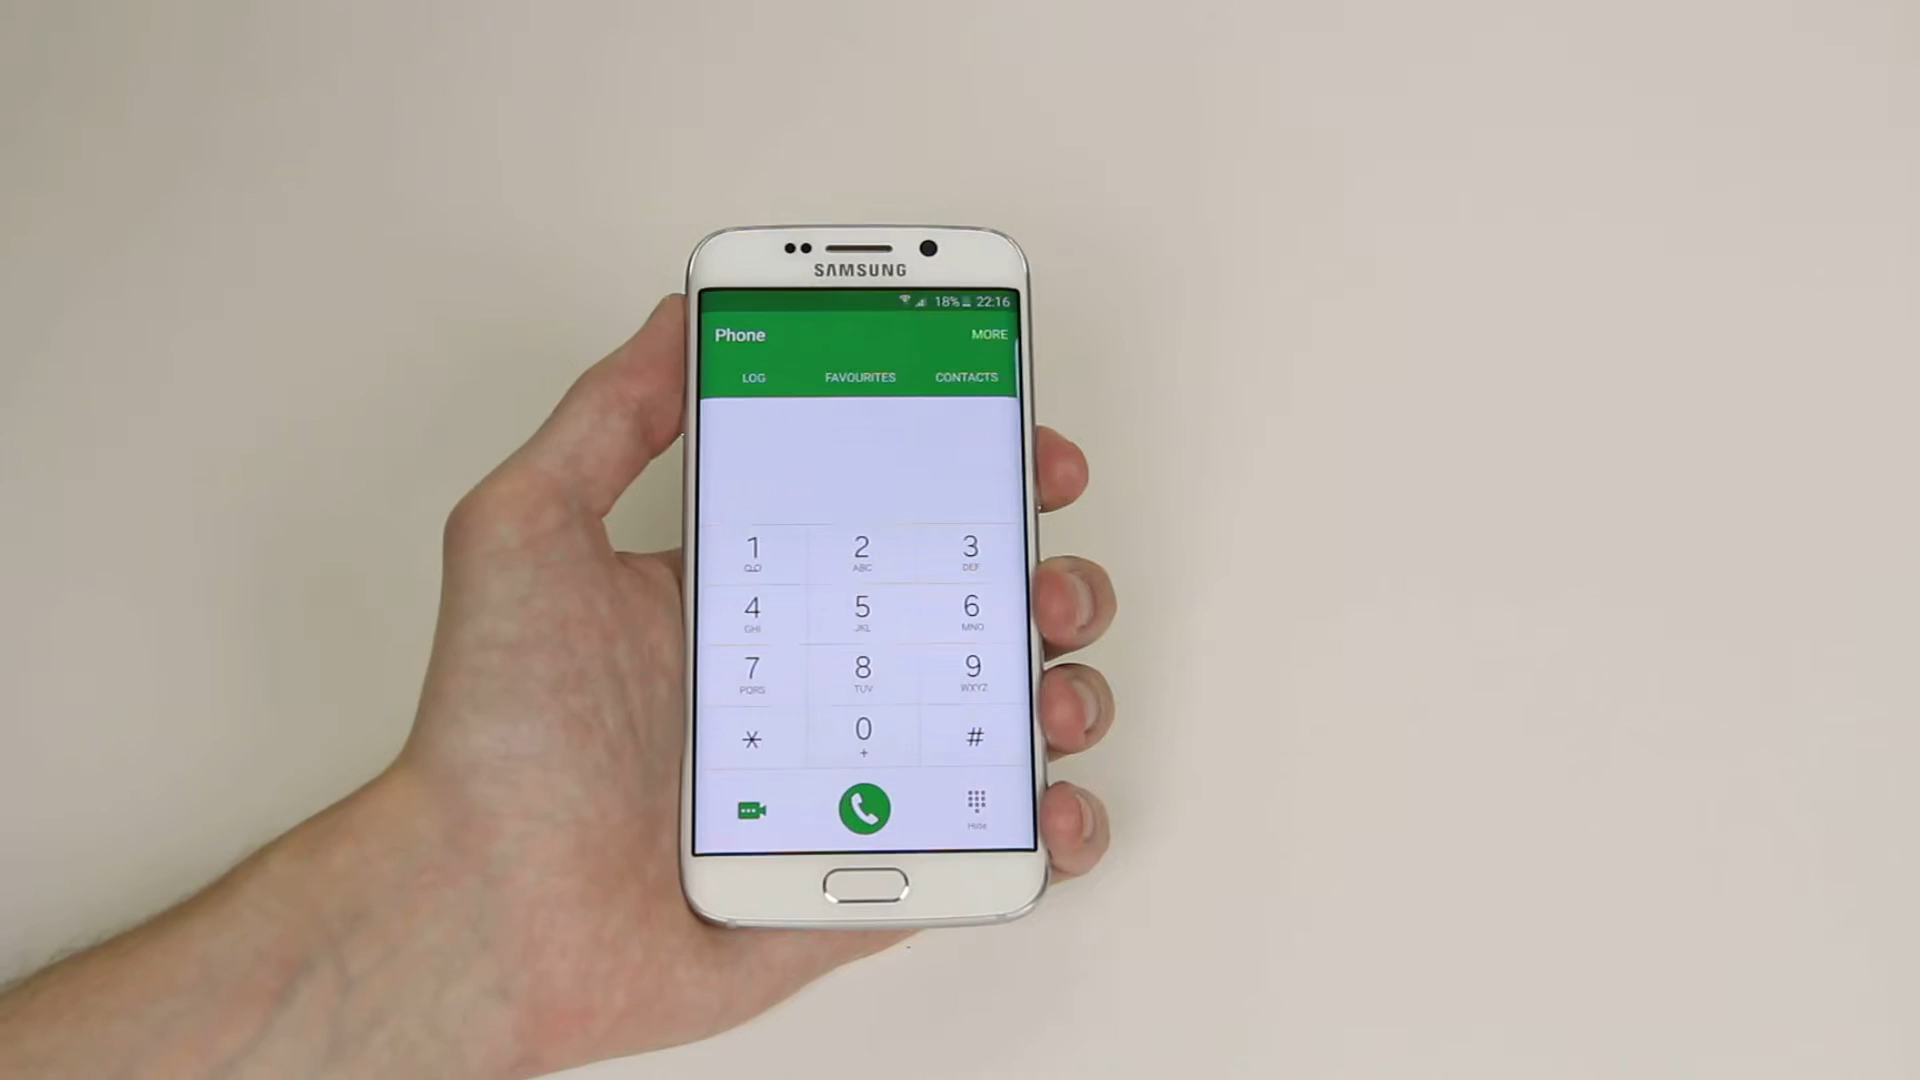 SAMSUNG
18% 22:16
Phone
MORE
LOG FAVOURITES CONTACTS
1 2 3
ABC DEF
4 5 6
GHI JKL MNO
7 8 9
PQRS TUV WXYZ
* 0 #
+
Hide